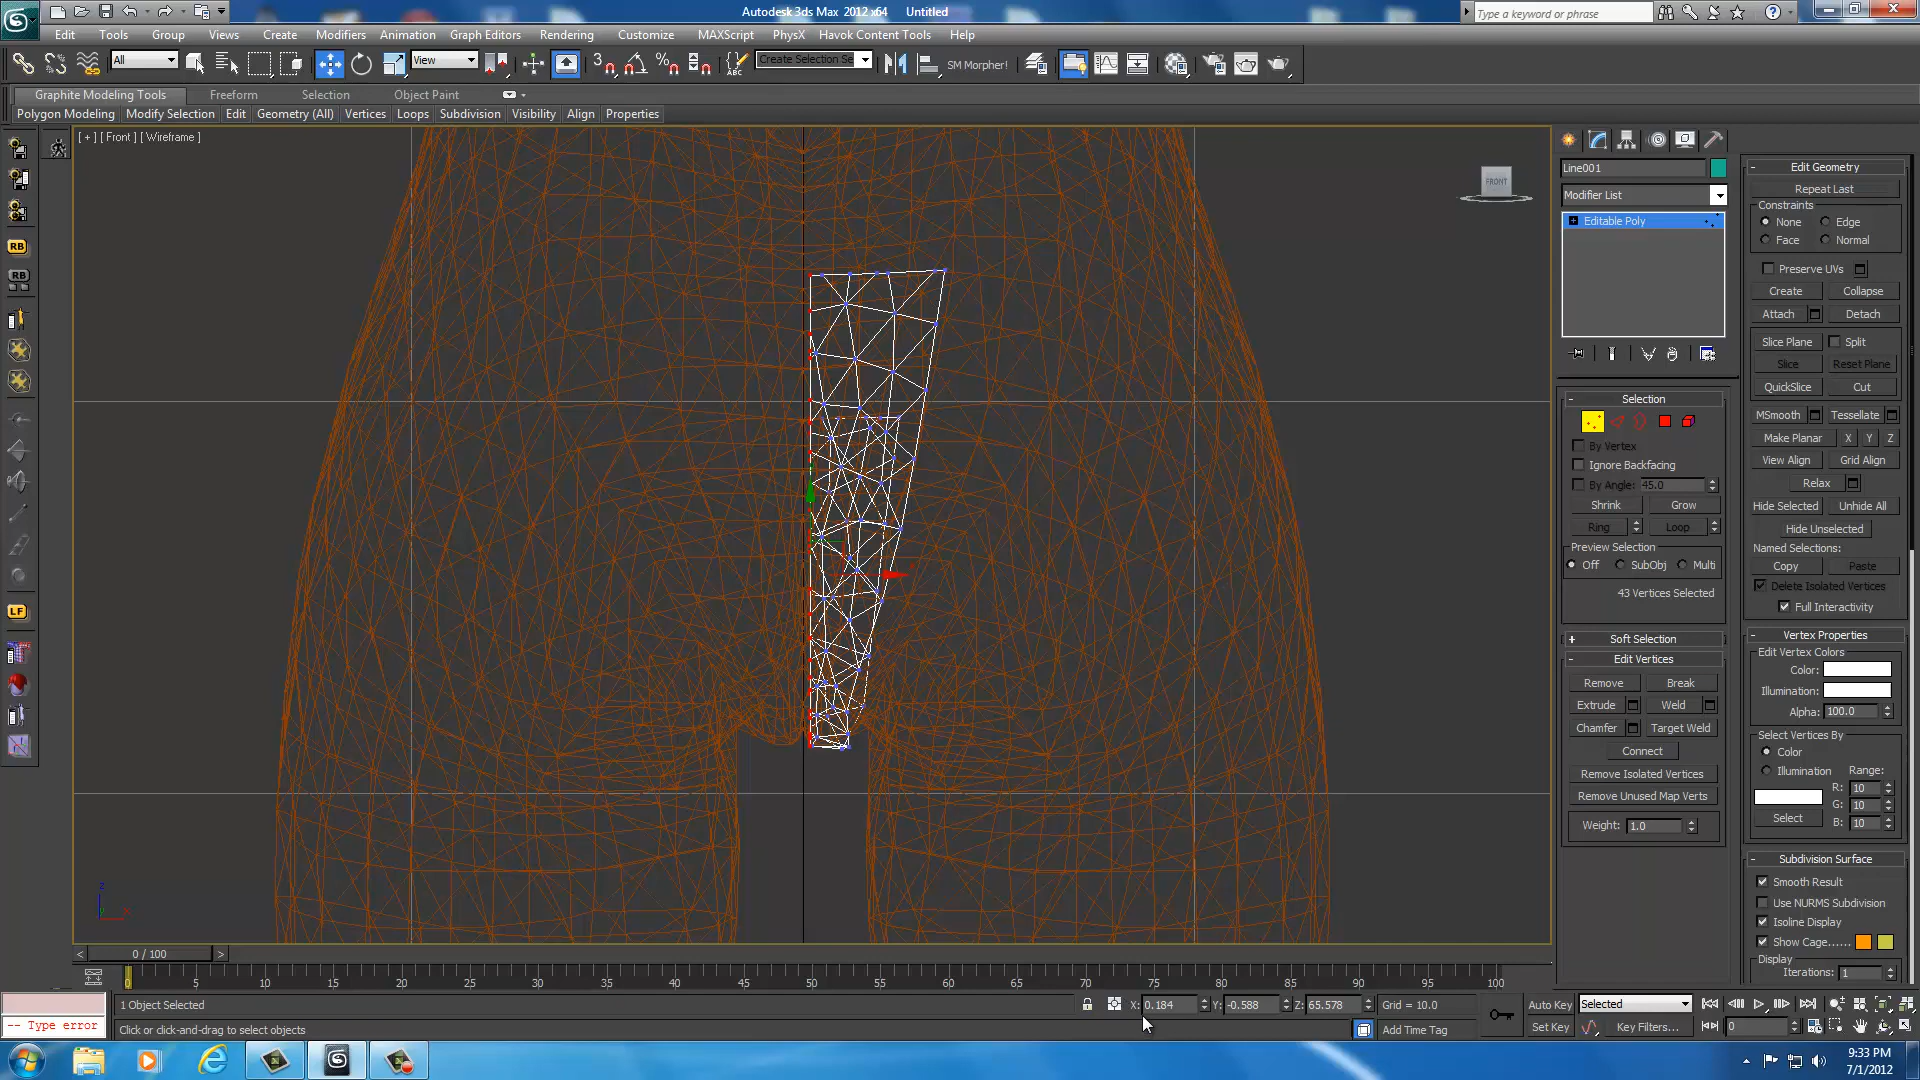 Autodesk 3ds Max 2012 x64 Untitled
Type a keyword or phrase
Edit Tools Group Views Create Modifiers Animation Graph Editors Rendering Customize MAXScript PhysX Havok Content Tools Help
All View Create Selection Se SM Morpher!
Graphite Modeling Tools Freeform Selection Object Paint
Polygon Modeling Modify Selection Edit Geometry (All) Vertices Loops Subdivision Visibility Align Properties
[ + ] [ Front ] [ Wireframe ]
FRONT
RB
RB
LF
z
x
Line001
Modifier List
Editable Poly
Selection
By Vertex
Ignore Backfacing
By Angle: 45.0
Shrink Grow
Ring Loop
Preview Selection
Off SubObj Multi
43 Vertices Selected
Soft Selection
Edit Vertices
Remove Break
Extrude Weld
Chamfer Target Weld
Connect
Remove Isolated Vertices
Remove Unused Map Verts
Weight: 1.0
Edit Geometry
Repeat Last
Constraints
None Edge
Face Normal
Preserve UVs
Create Collapse
Attach Detach
Slice Plane Split
Slice Reset Plane
QuickSlice Cut
MSmooth Tessellate
Make Planar X Y Z
View Align Grid Align
Relax
Hide Selected Unhide All
Hide Unselected
Named Selections:
Copy Paste
Delete Isolated Vertices
Full Interactivity
Vertex Properties
Edit Vertex Colors
Color:
Illumination:
Alpha: 100.0
Select Vertices By
Color
Illumination Range:
R: 10
G: 10
Select B: 10
Subdivision Surface
Smooth Result
Use NURMS Subdivision
Isoline Display
Show Cage......
Display
Iterations: 1
< 0 / 100 >
0 5 10 15 20 25 30 35 40 45 50 55 60 65 70 75 80 85 90 95 100
1 Object Selected X: 0.184 Y: -0.588 Z: 65.578 Grid = 10.0 Auto Key Selected
-- Type error Click or click-and-drag to select objects Add Time Tag Set Key Key Filters... 0
9:33 PM
7/1/2012